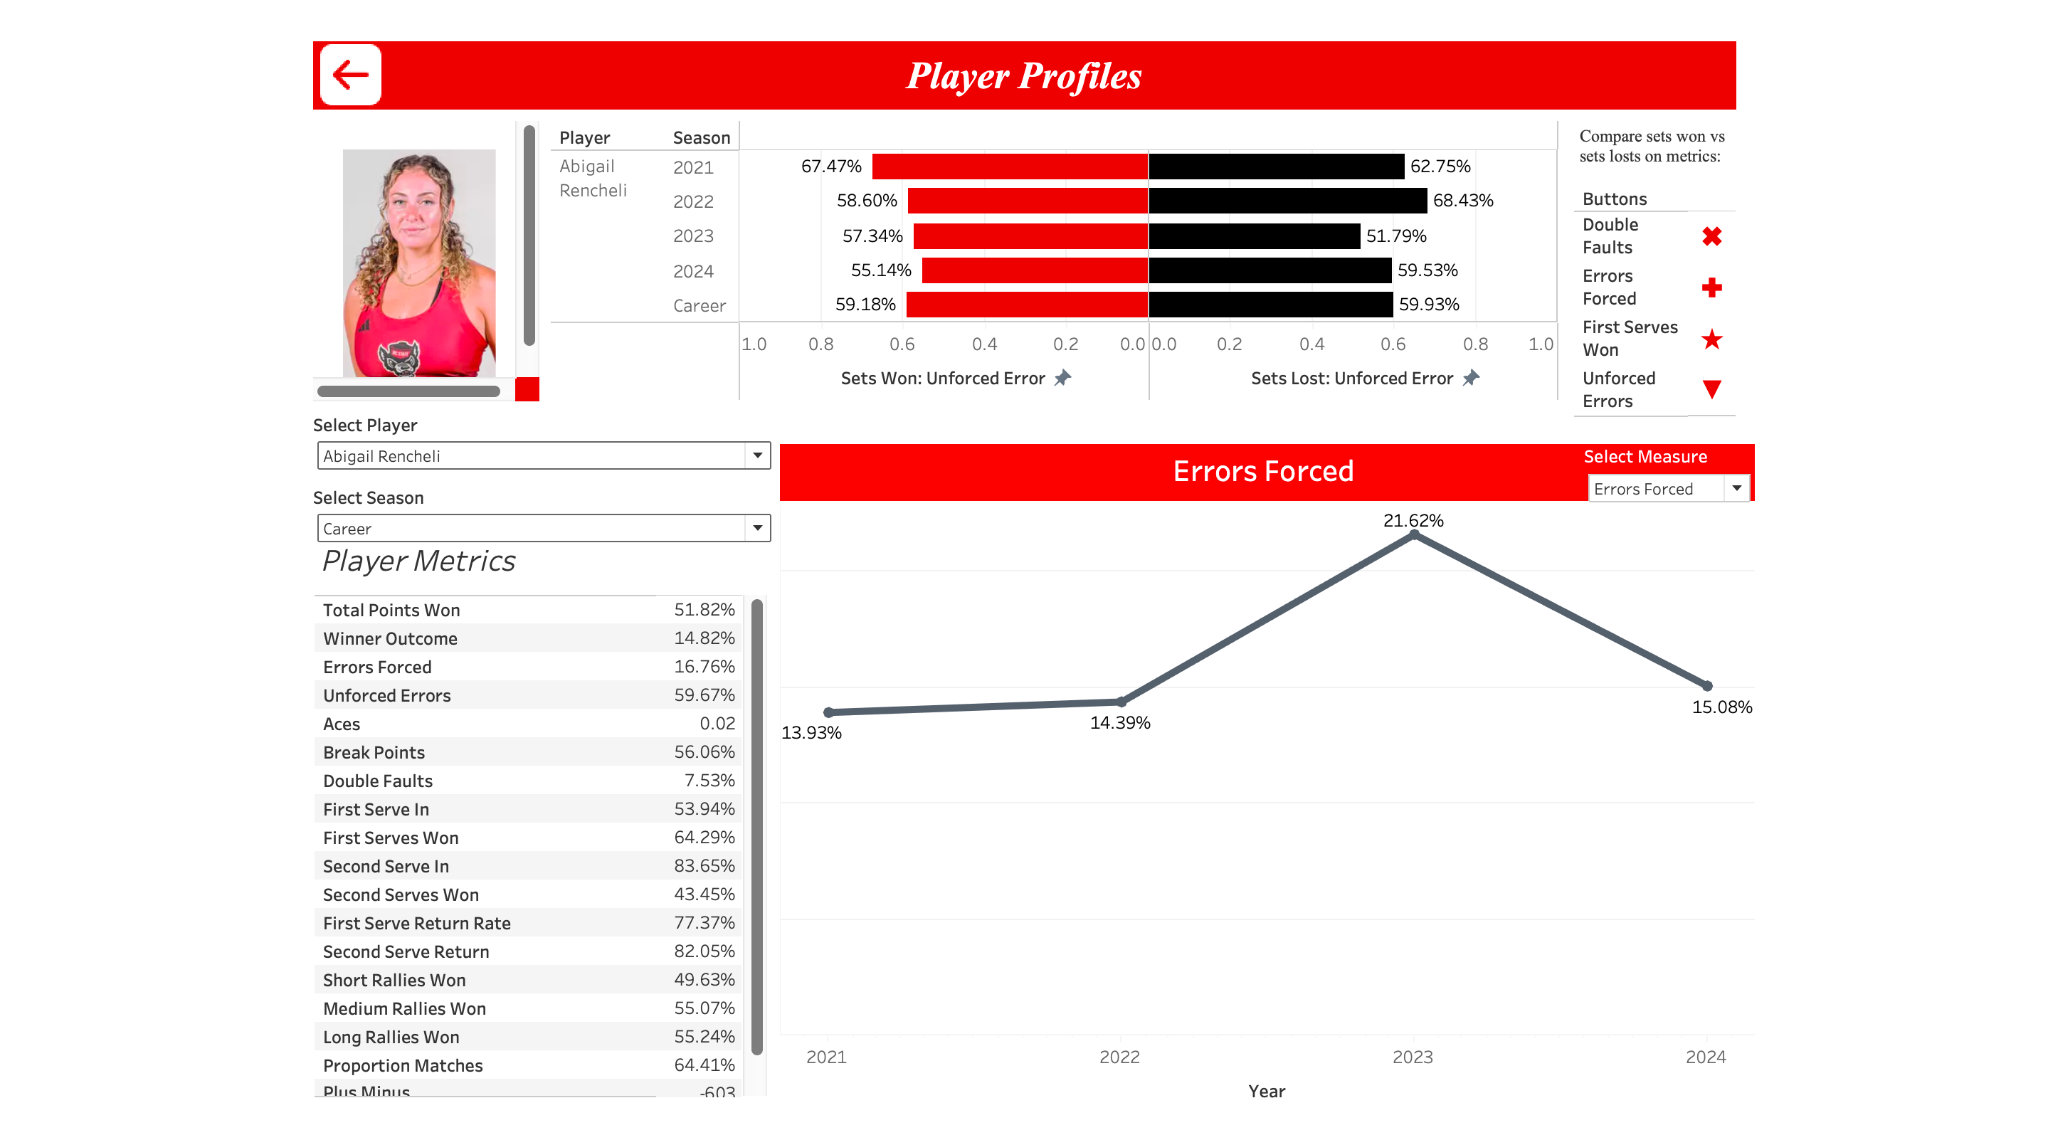 Player Profiles
Player Season
Abigail Rencheli
2021 67.47% 62.75%
2022 58.60% 68.43%
2023 57.34% 51.79%
2024 55.14% 59.53%
Career 59.18% 59.93%
1.0 0.8 0.6 0.4 0.2 0.0 0.0 0.2 0.4 0.6 0.8 1.0
Sets Won: Unforced Error Sets Lost: Unforced Error
Compare sets won vs
sets losts on metrics:
Buttons
Double
Faults
Errors
Forced
First Serves
Won
Unforced
Errors
Select Player
Abigail Rencheli
Select Season
Career
Player Metrics
Total Points Won 51.82%
Winner Outcome 14.82%
Errors Forced 16.76%
Unforced Errors 59.67%
Aces 0.02
Break Points 56.06%
Double Faults 7.53%
First Serve In 53.94%
First Serves Won 64.29%
Second Serve In 83.65%
Second Serves Won 43.45%
First Serve Return Rate 77.37%
Second Serve Return 82.05%
Short Rallies Won 49.63%
Medium Rallies Won 55.07%
Long Rallies Won 55.24%
Proportion Matches 64.41%
Plus Minus -603
Errors Forced
Select Measure
Errors Forced
21.62%
13.93%
14.39%
15.08%
2021 2022 2023 2024
Year